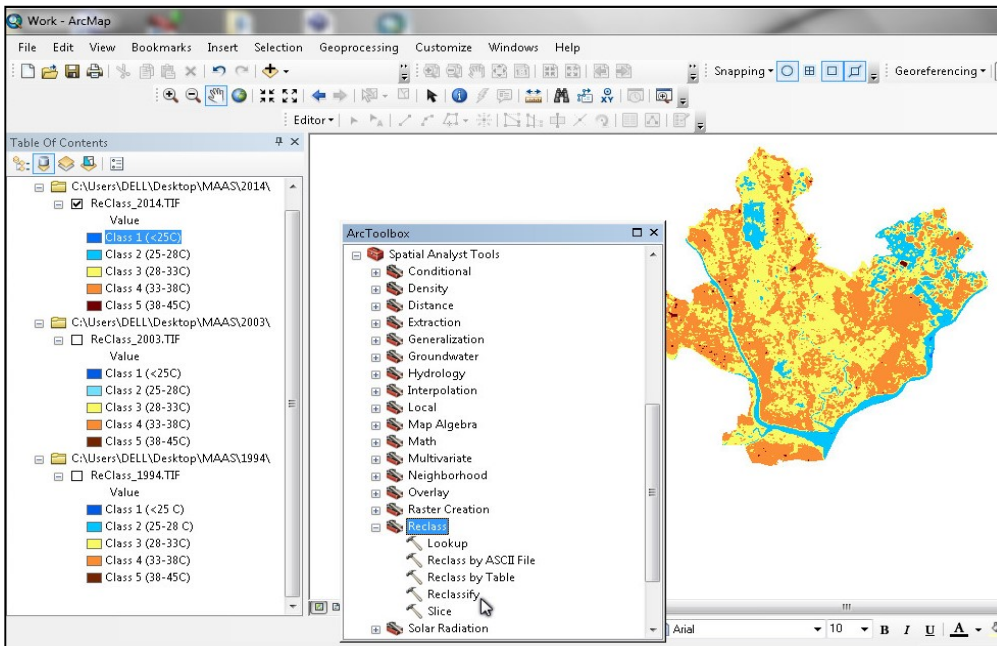 Work - ArcMap
File Edit View Bookmarks Insert Selection Geoprocessing Customize Windows Help
Snapping Georeferencing
Editor
Table Of Contents
C:\Users\DELL\Desktop\MAAS\2014\
ReClass_2014.TIF
Value
Class 1 (<25C)
Class 2 (25-28C)
Class 3 (28-33C)
Class 4 (33-38C)
Class 5 (38-45C)
C:\Users\DELL\Desktop\MAAS\2003\
ReClass_2003.TIF
Value
Class 1 (<25C)
Class 2 (25-28C)
Class 3 (28-33C)
Class 4 (33-38C)
Class 5 (38-45C)
C:\Users\DELL\Desktop\MAAS\1994\
ReClass_1994.TIF
Value
Class 1 (<25 C)
Class 2 (25-28 C)
Class 3 (28-33C)
Class 4 (33-38C)
Class 5 (38-45C)
ArcToolbox
Spatial Analyst Tools
Conditional
Density
Distance
Extraction
Generalization
Groundwater
Hydrology
Interpolation
Local
Map Algebra
Math
Multivariate
Neighborhood
Overlay
Raster Creation
Reclass
Lookup
Reclass by ASCII File
Reclass by Table
Reclassify
Slice
Solar Radiation
Arial 10 B I U A